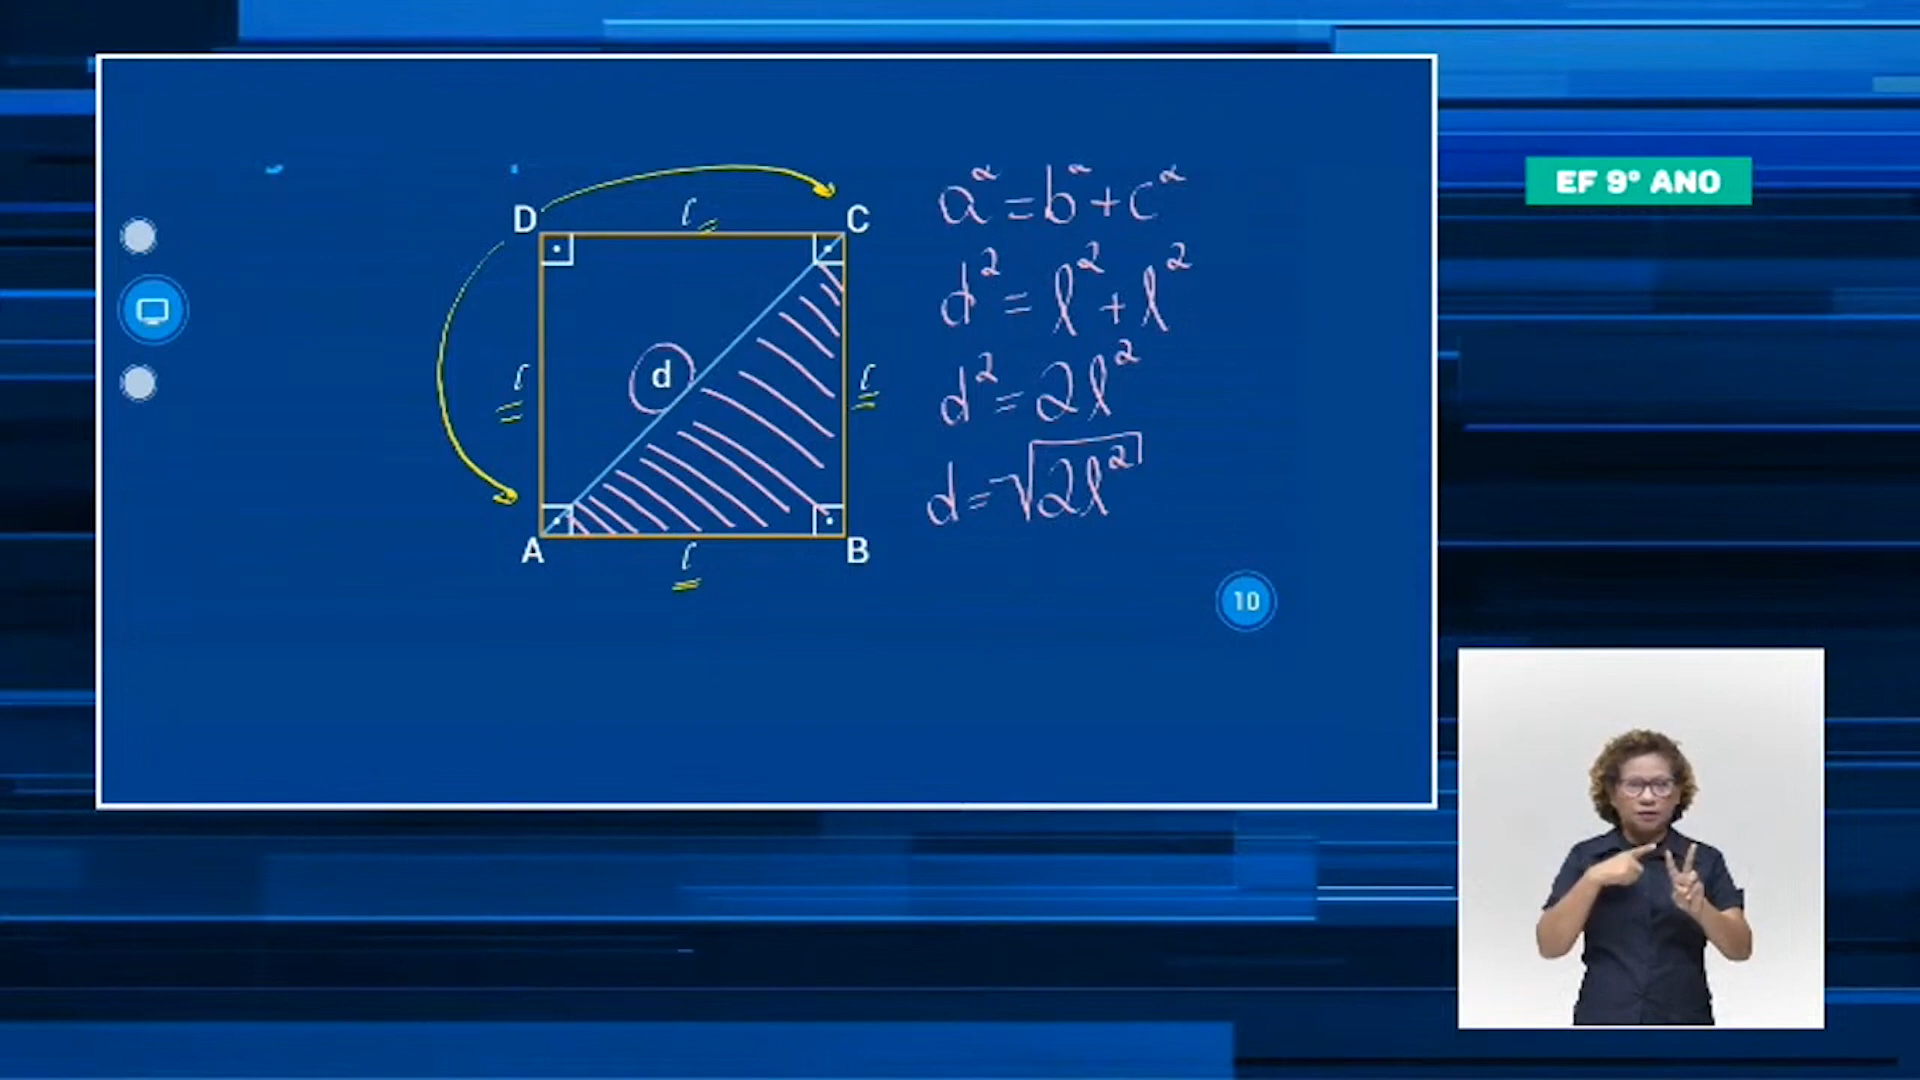 EF 9º ANO
D
l
C
a² = b² + c²
d² = l² + l²
l
d
l
d² = 2l²
d = √2l²
A
l
B
10